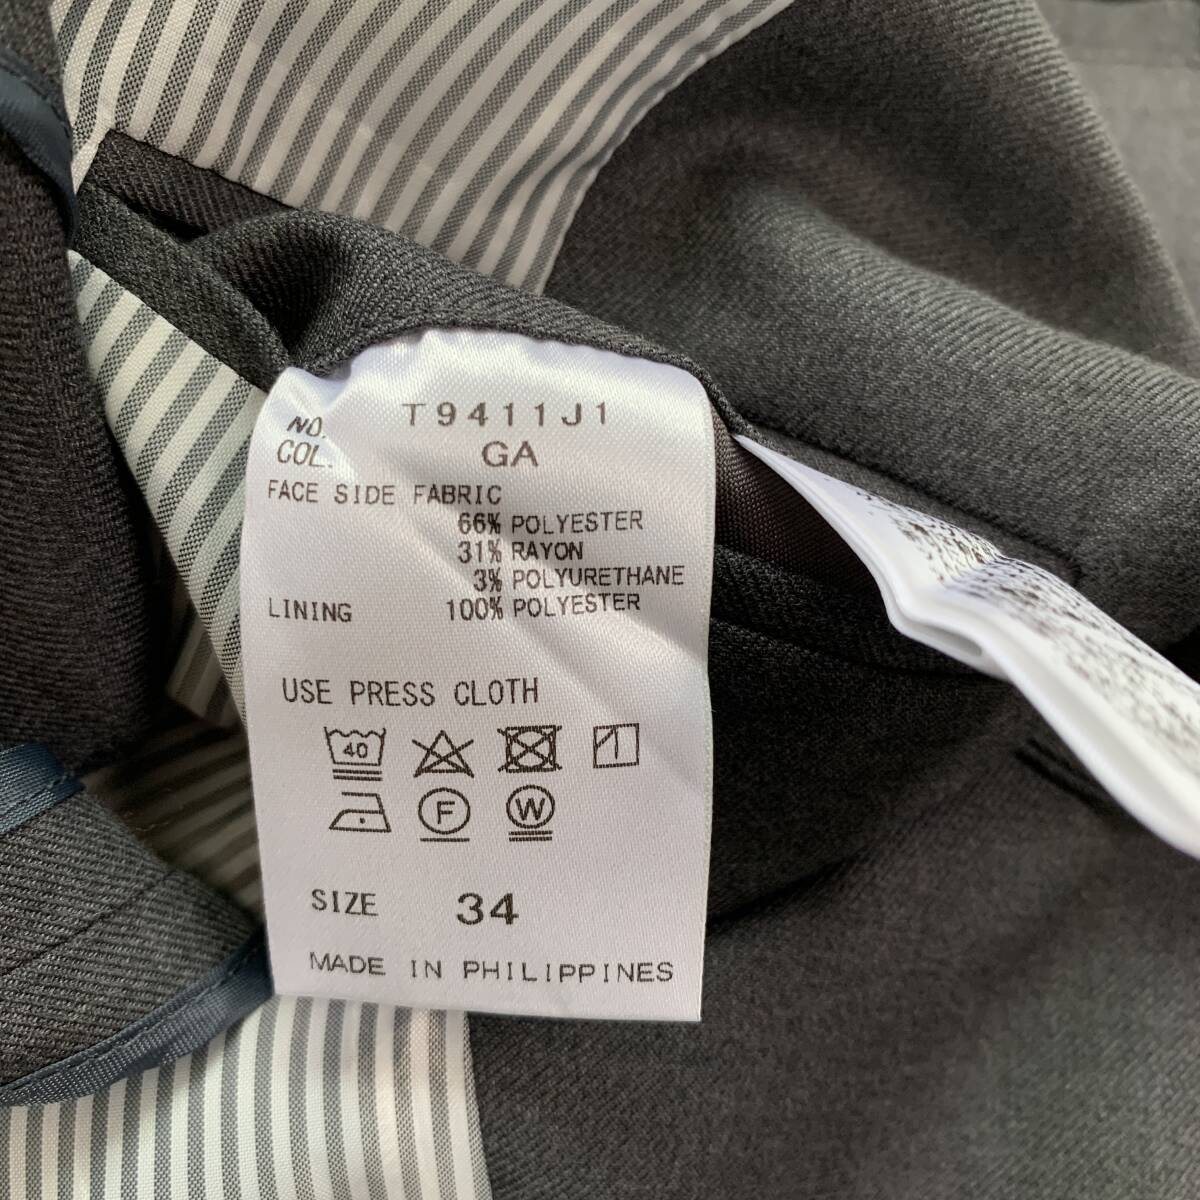 NO. T9411J1
COL. GA
FACE SIDE FABRIC
66% POLYESTER
31% RAYON
3% POLYURETHANE
LINING 100% POLYESTER
USE PRESS CLOTH
40
F W
SIZE 34
MADE IN PHILIPPINES